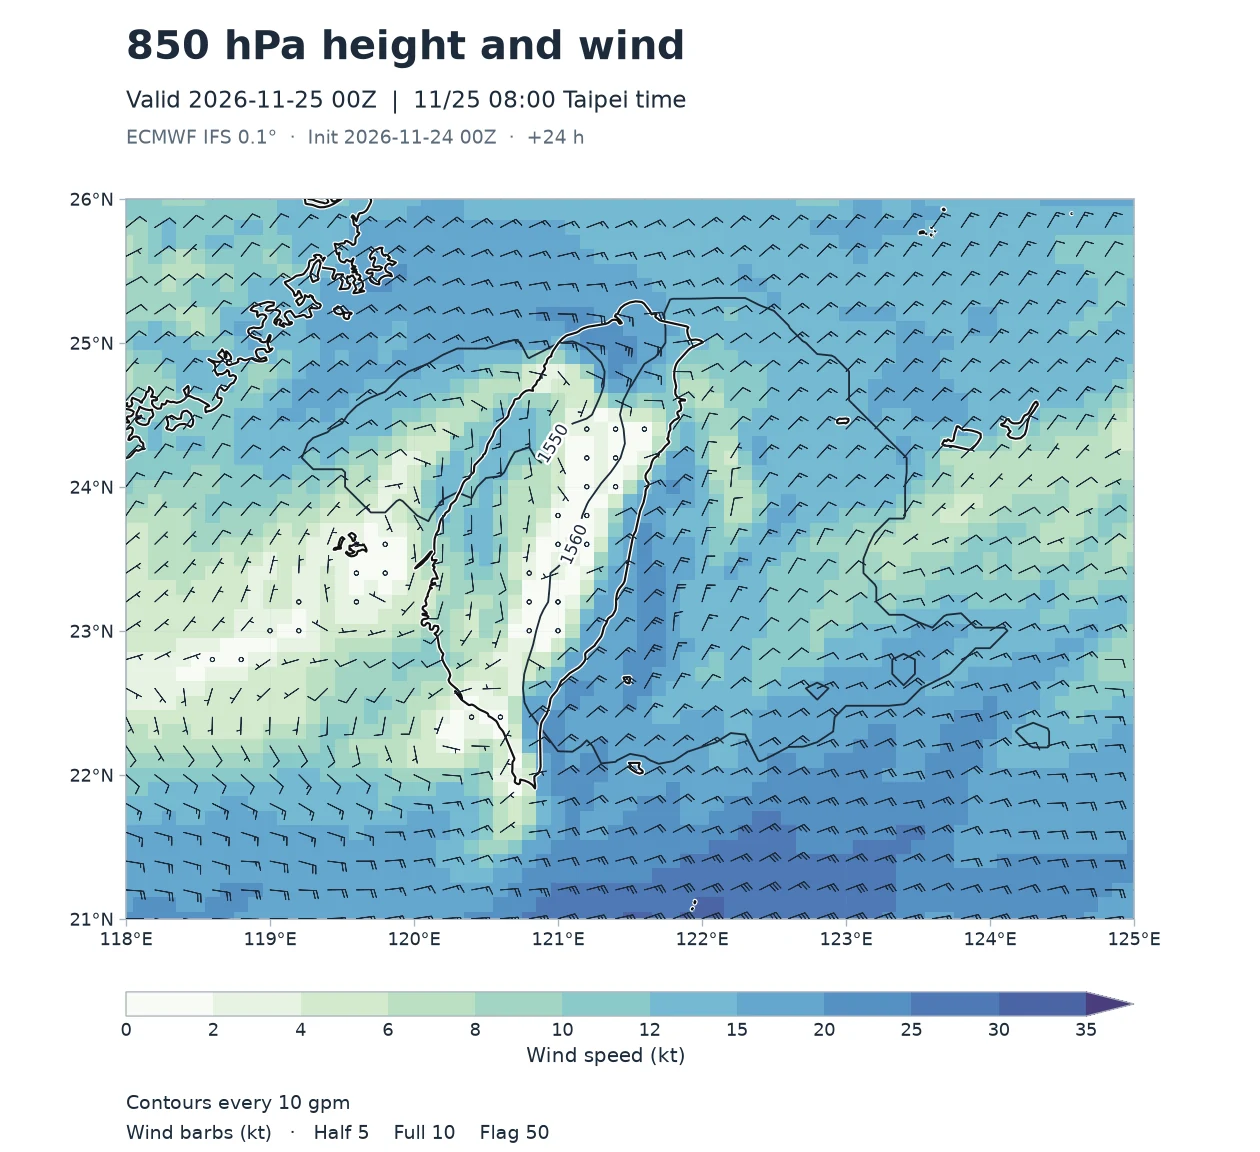 850 hPa height and wind
Valid 2026-11-25 00Z | 11/25 08:00 Taipei time
ECMWF IFS 0.1° · Init 2026-11-24 00Z · +24 h
26°N
25°N
24°N
23°N
22°N
21°N
1550
1560
118°E 119°E 120°E 121°E 122°E 123°E 124°E 125°E
0 2 4 6 8 10 12 15 20 25 30 35
Wind speed (kt)
Contours every 10 gpm
Wind barbs (kt) · Half 5 Full 10 Flag 50